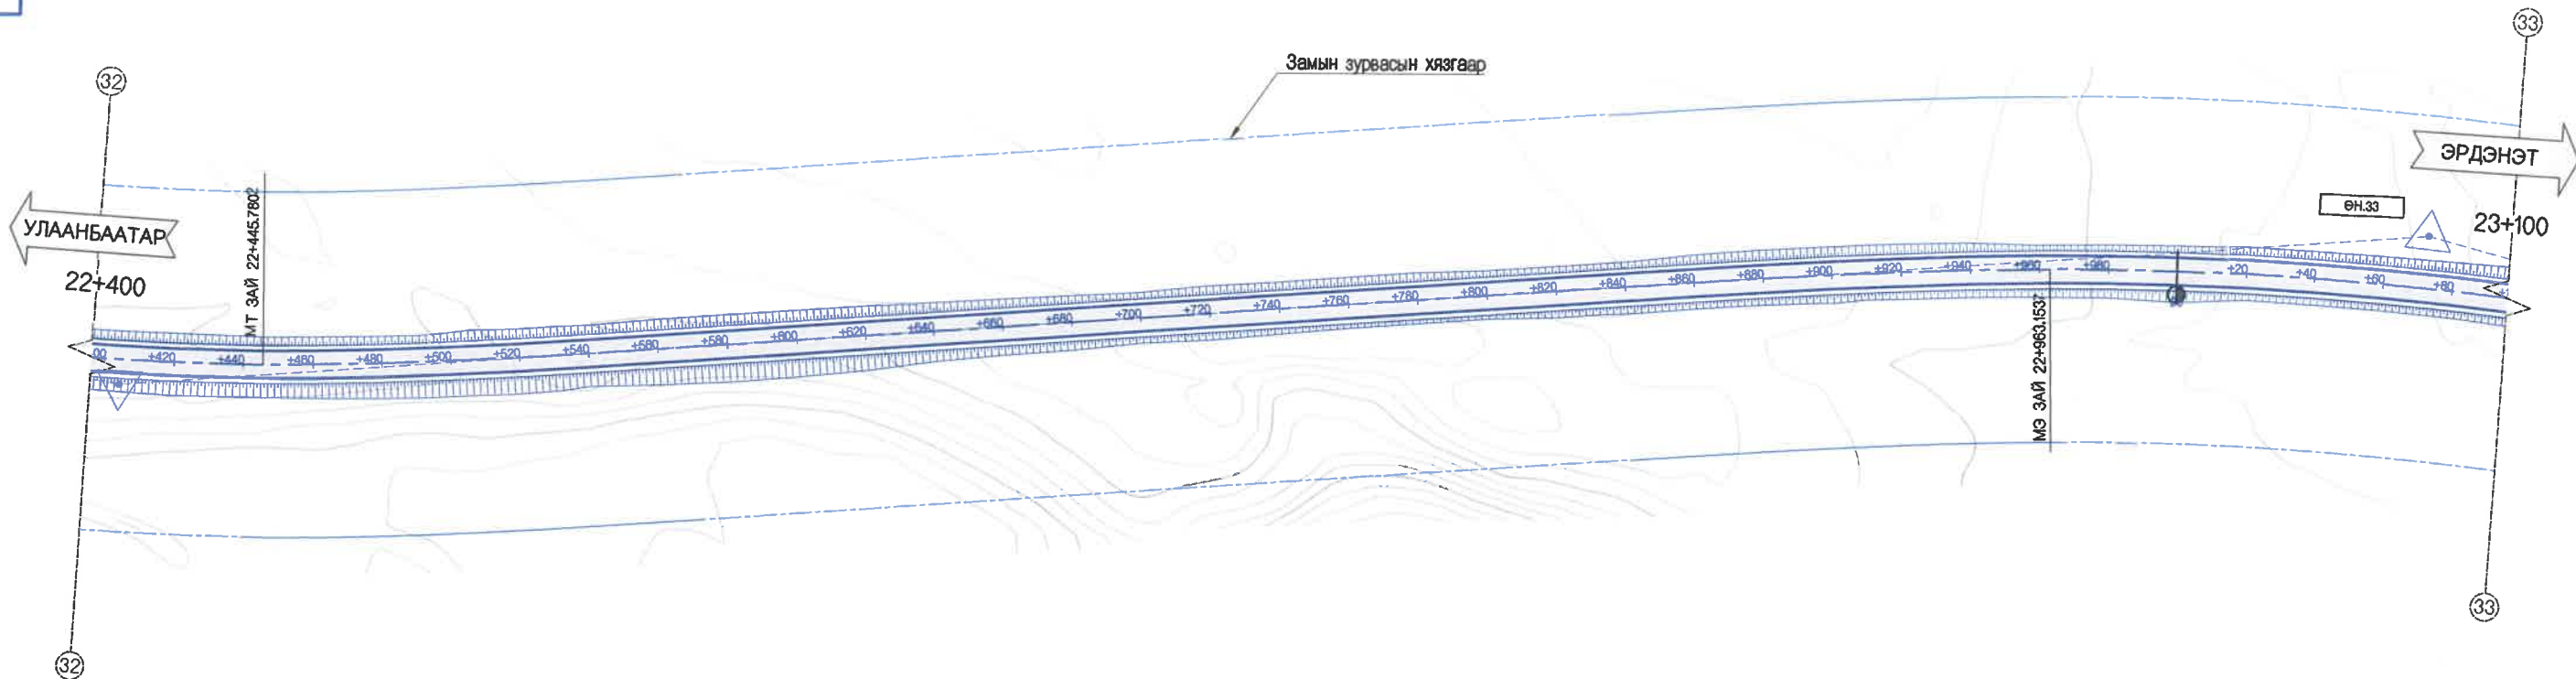 32
33
Замын зурвасын хязгаар
УЛААНБААТАР
ЭРДЭНЭТ
ӨН.33
22+400
23+100
МТ ЗАЙ 22+445.7802
МЭ ЗАЙ 22+963.1537
00 +420 +440 +460 +480 +500 +520 +540 +560 +580 +600 +620 +640 +660 +680 +700 +720 +740 +760 +780 +800 +820 +840 +860 +880 +900 +920 +940 +960 +980 +20 +40 +60 +80
32
33